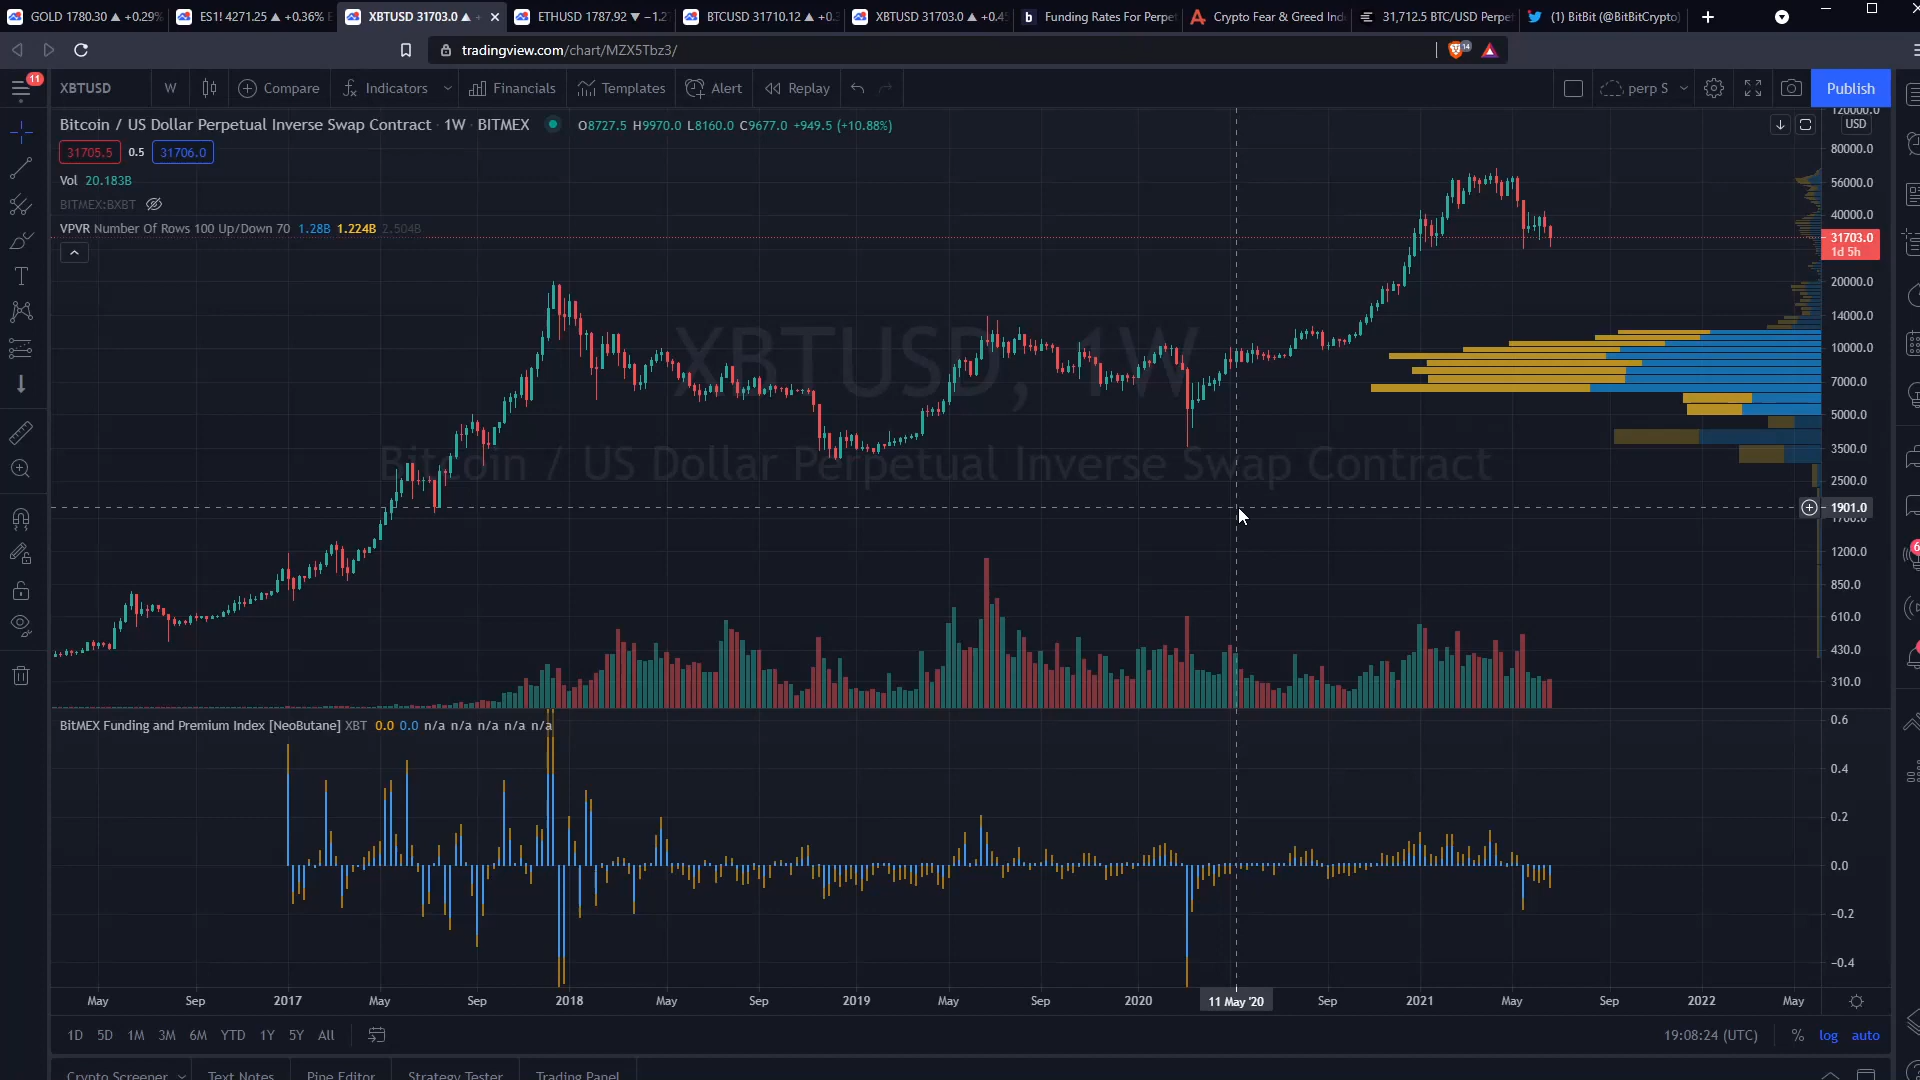 GOLD 1780.30 ▲ +0.29%
ES1! 4271.25 ▲ +0.36%
XBTUSD 31703.0 ▲
ETHUSD 1787.92 ▼ −1.2
BTCUSD 31710.12 ▲ +0.
XBTUSD 31703.0 ▲ +0.4
b Funding Rates For Perpet
Crypto Fear & Greed Ind
31,712.5 BTC/USD Perpet
(1) BitBit (@BitBitCrypto)
tradingview.com/chart/MZX5Tbz3/
14
11
XBTUSD W Compare Indicators Financials Templates Alert Replay perp S Publish
Bitcoin / US Dollar Perpetual Inverse Swap Contract · 1W · BITMEX O8727.5 H9970.0 L8160.0 C9677.0 +949.5 (+10.88%)
31705.5 0.5 31706.0
Vol 20.183B
BITMEX:BXBT
VPVR Number Of Rows 100 Up/Down 70 1.28B 1.224B 2.504B
XBTUSD, 1W
Bitcoin / US Dollar Perpetual Inverse Swap Contract
120000.0
USD
80000.0
56000.0
40000.0
31703.0
1d 5h
20000.0
14000.0
10000.0
7000.0
5000.0
3500.0
2500.0
1901.0
1700.0
1200.0
850.0
610.0
430.0
310.0
BitMEX Funding and Premium Index [NeoButane] XBT 0.0 0.0 n/a n/a n/a n/a n/a
0.6
0.4
0.2
0.0
−0.2
−0.4
May Sep 2017 May Sep 2018 May Sep 2019 May Sep 2020 11 May '20 Sep 2021 May Sep 2022 May
1D 5D 1M 3M 6M YTD 1Y 5Y All
19:08:24 (UTC) % log auto
Crypto Screener Text Notes Pine Editor Strategy Tester Trading Panel